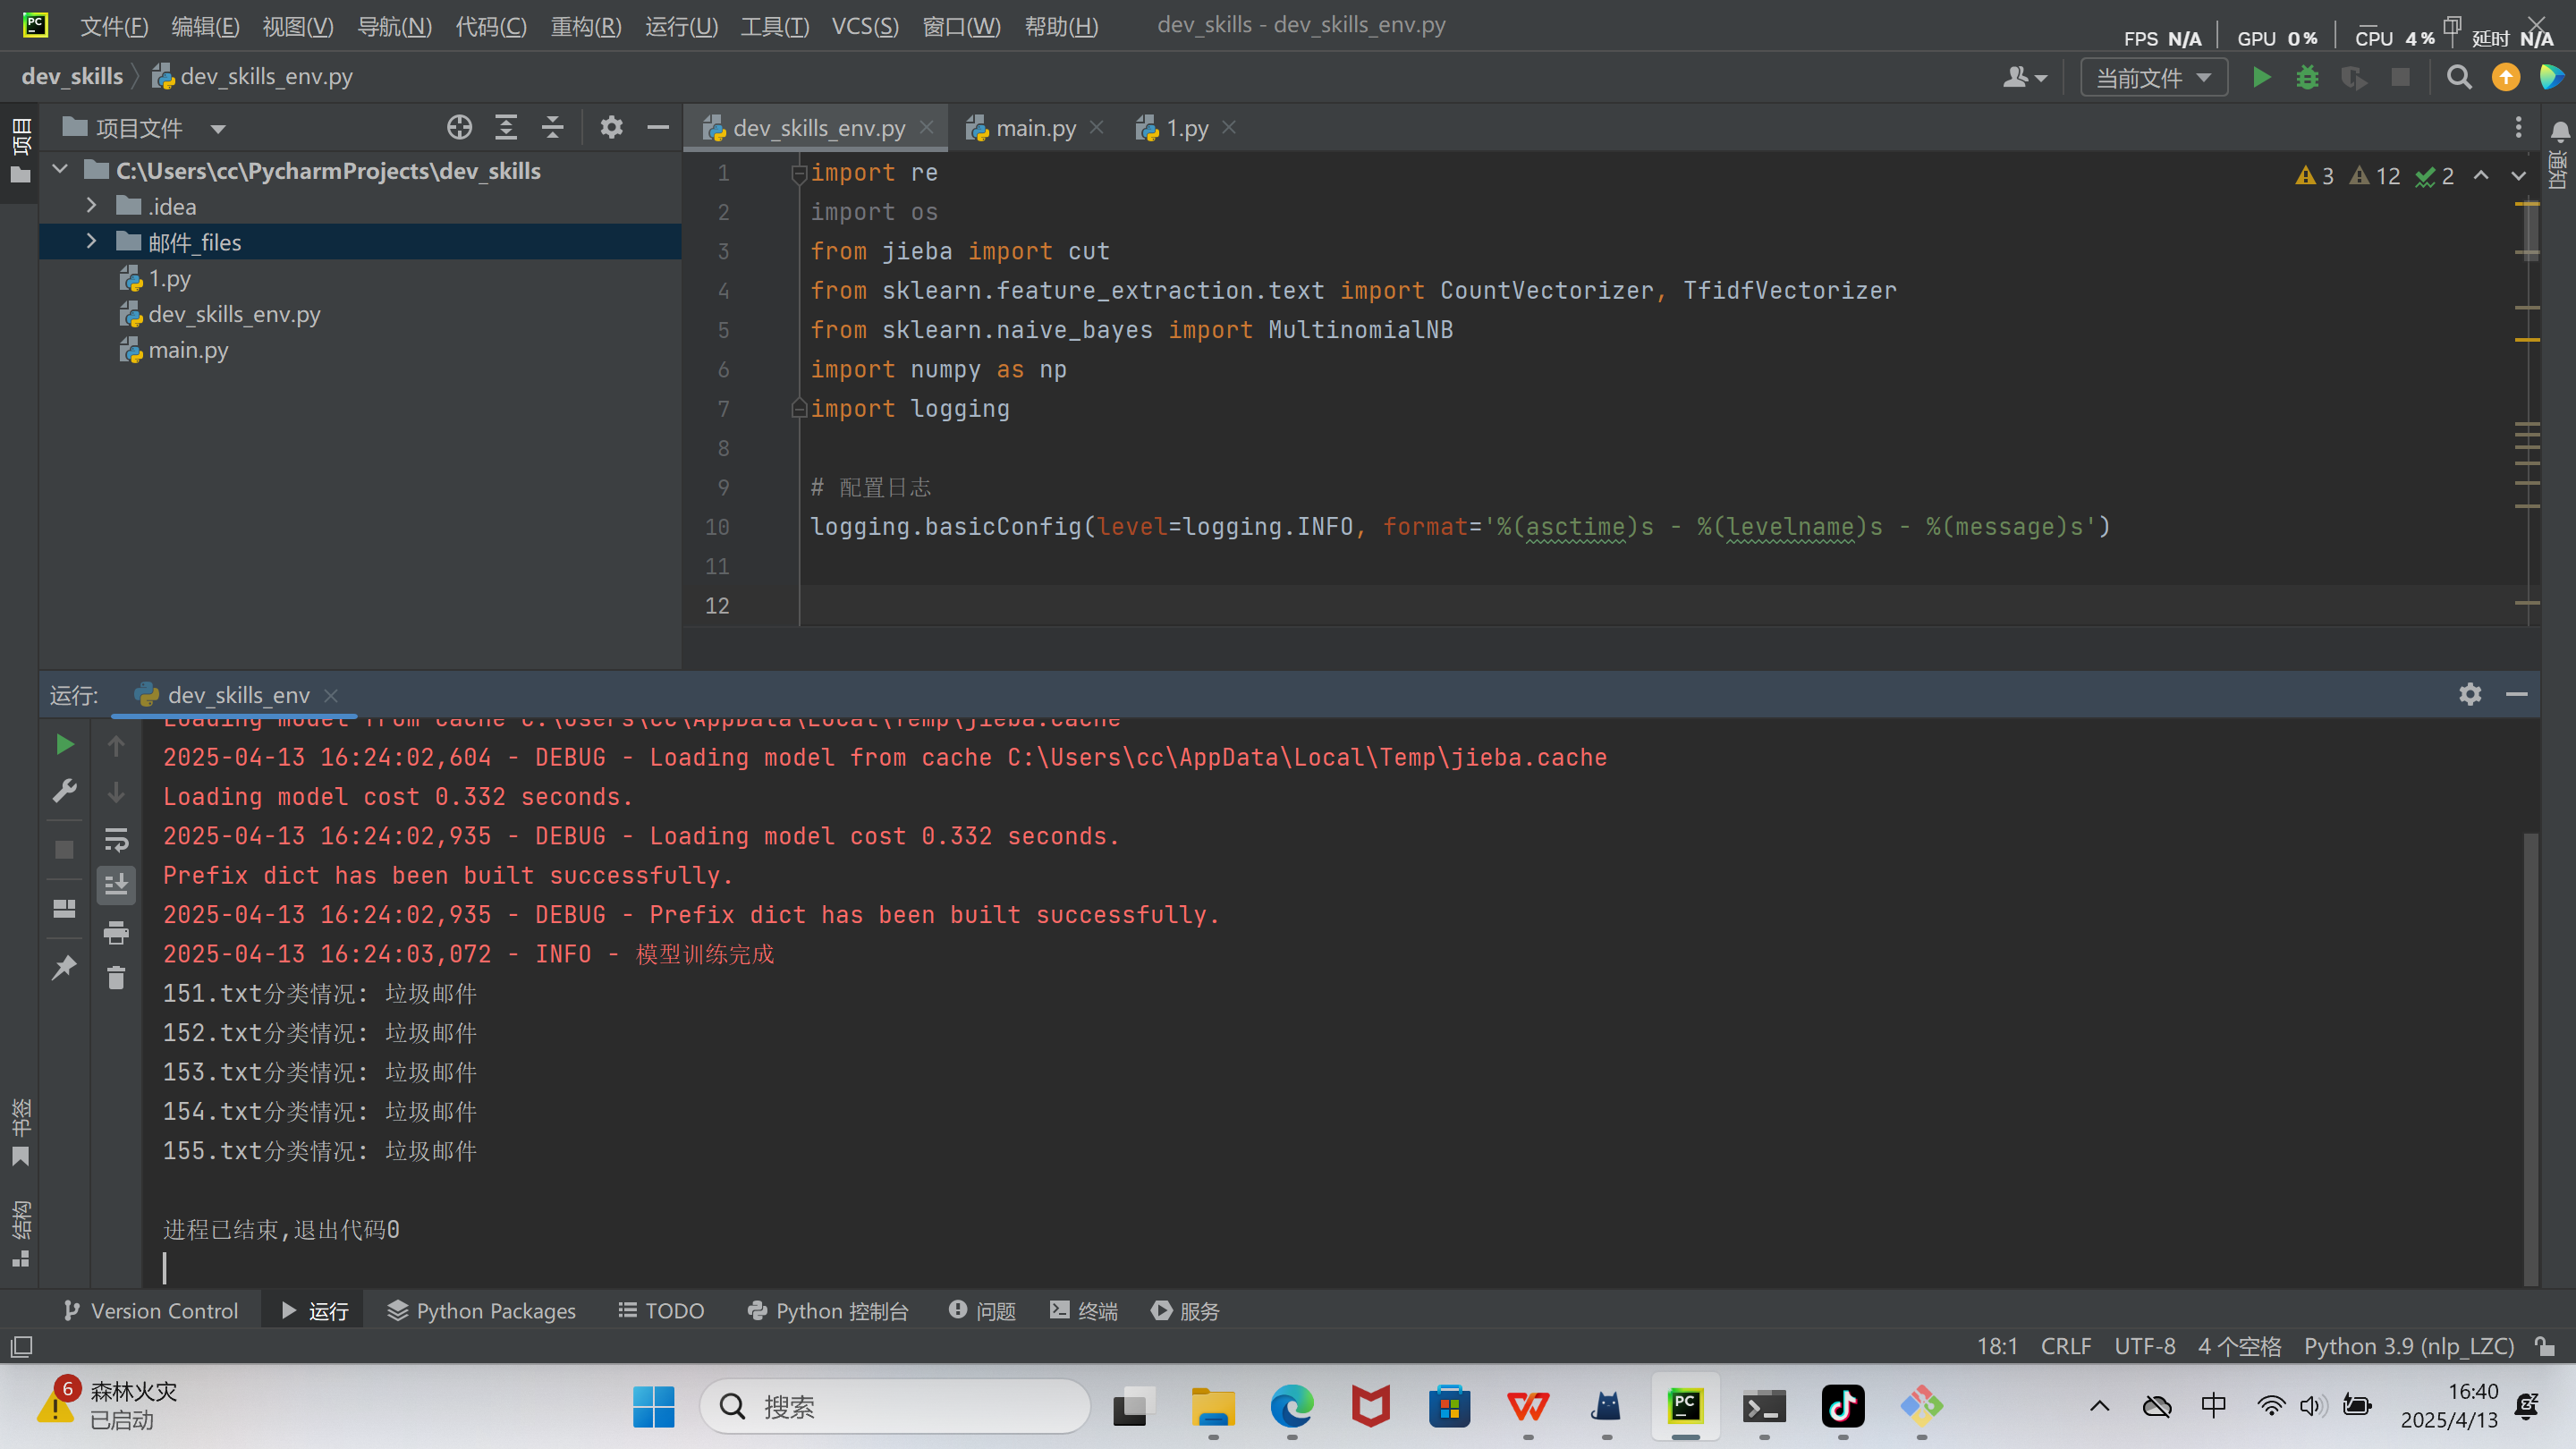 文件(F) 编辑(E) 视图(V) 导航(N) 代码(C) 重构(R) 运行(U) 工具(T) VCS(S) 窗口(W) 帮助(H) dev_skills - dev_skills_env.py
FPS N/A GPU 0% CPU 4% 延时 N/A
dev_skills dev_skills_env.py 当前文件
项目 项目文件 dev_skills_env.py main.py 1.py
通知
C:\Users\cc\PycharmProjects\dev_skills
.idea
邮件_files
1.py
dev_skills_env.py
main.py
3 12 2
1 import re
2 import os
3 from jieba import cut
4 from sklearn.feature_extraction.text import CountVectorizer, TfidfVectorizer
5 from sklearn.naive_bayes import MultinomialNB
6 import numpy as np
7 import logging
8
9 # 配置日志
10 logging.basicConfig(level=logging.INFO, format='%(asctime)s - %(levelname)s - %(message)s')
11
12
运行: dev_skills_env
Loading model from cache C:\Users\cc\AppData\Local\Temp\jieba.cache
2025-04-13 16:24:02,604 - DEBUG - Loading model from cache C:\Users\cc\AppData\Local\Temp\jieba.cache
Loading model cost 0.332 seconds.
2025-04-13 16:24:02,935 - DEBUG - Loading model cost 0.332 seconds.
Prefix dict has been built successfully.
2025-04-13 16:24:02,935 - DEBUG - Prefix dict has been built successfully.
2025-04-13 16:24:03,072 - INFO - 模型训练完成
151.txt分类情况: 垃圾邮件
152.txt分类情况: 垃圾邮件
153.txt分类情况: 垃圾邮件
154.txt分类情况: 垃圾邮件
155.txt分类情况: 垃圾邮件
进程已结束,退出代码0
书签
结构
Version Control 运行 Python Packages TODO Python 控制台 问题 终端 服务
18:1 CRLF UTF-8 4 个空格 Python 3.9 (nlp_LZC)
6 森林火灾
已启动
搜索
中
16:40
2025/4/13